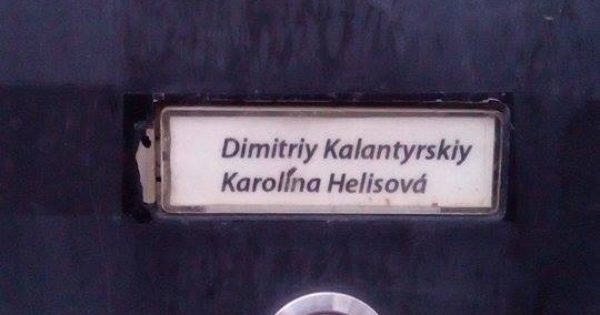 Dimitriy Kalantyrskiy
Karolína Helisová